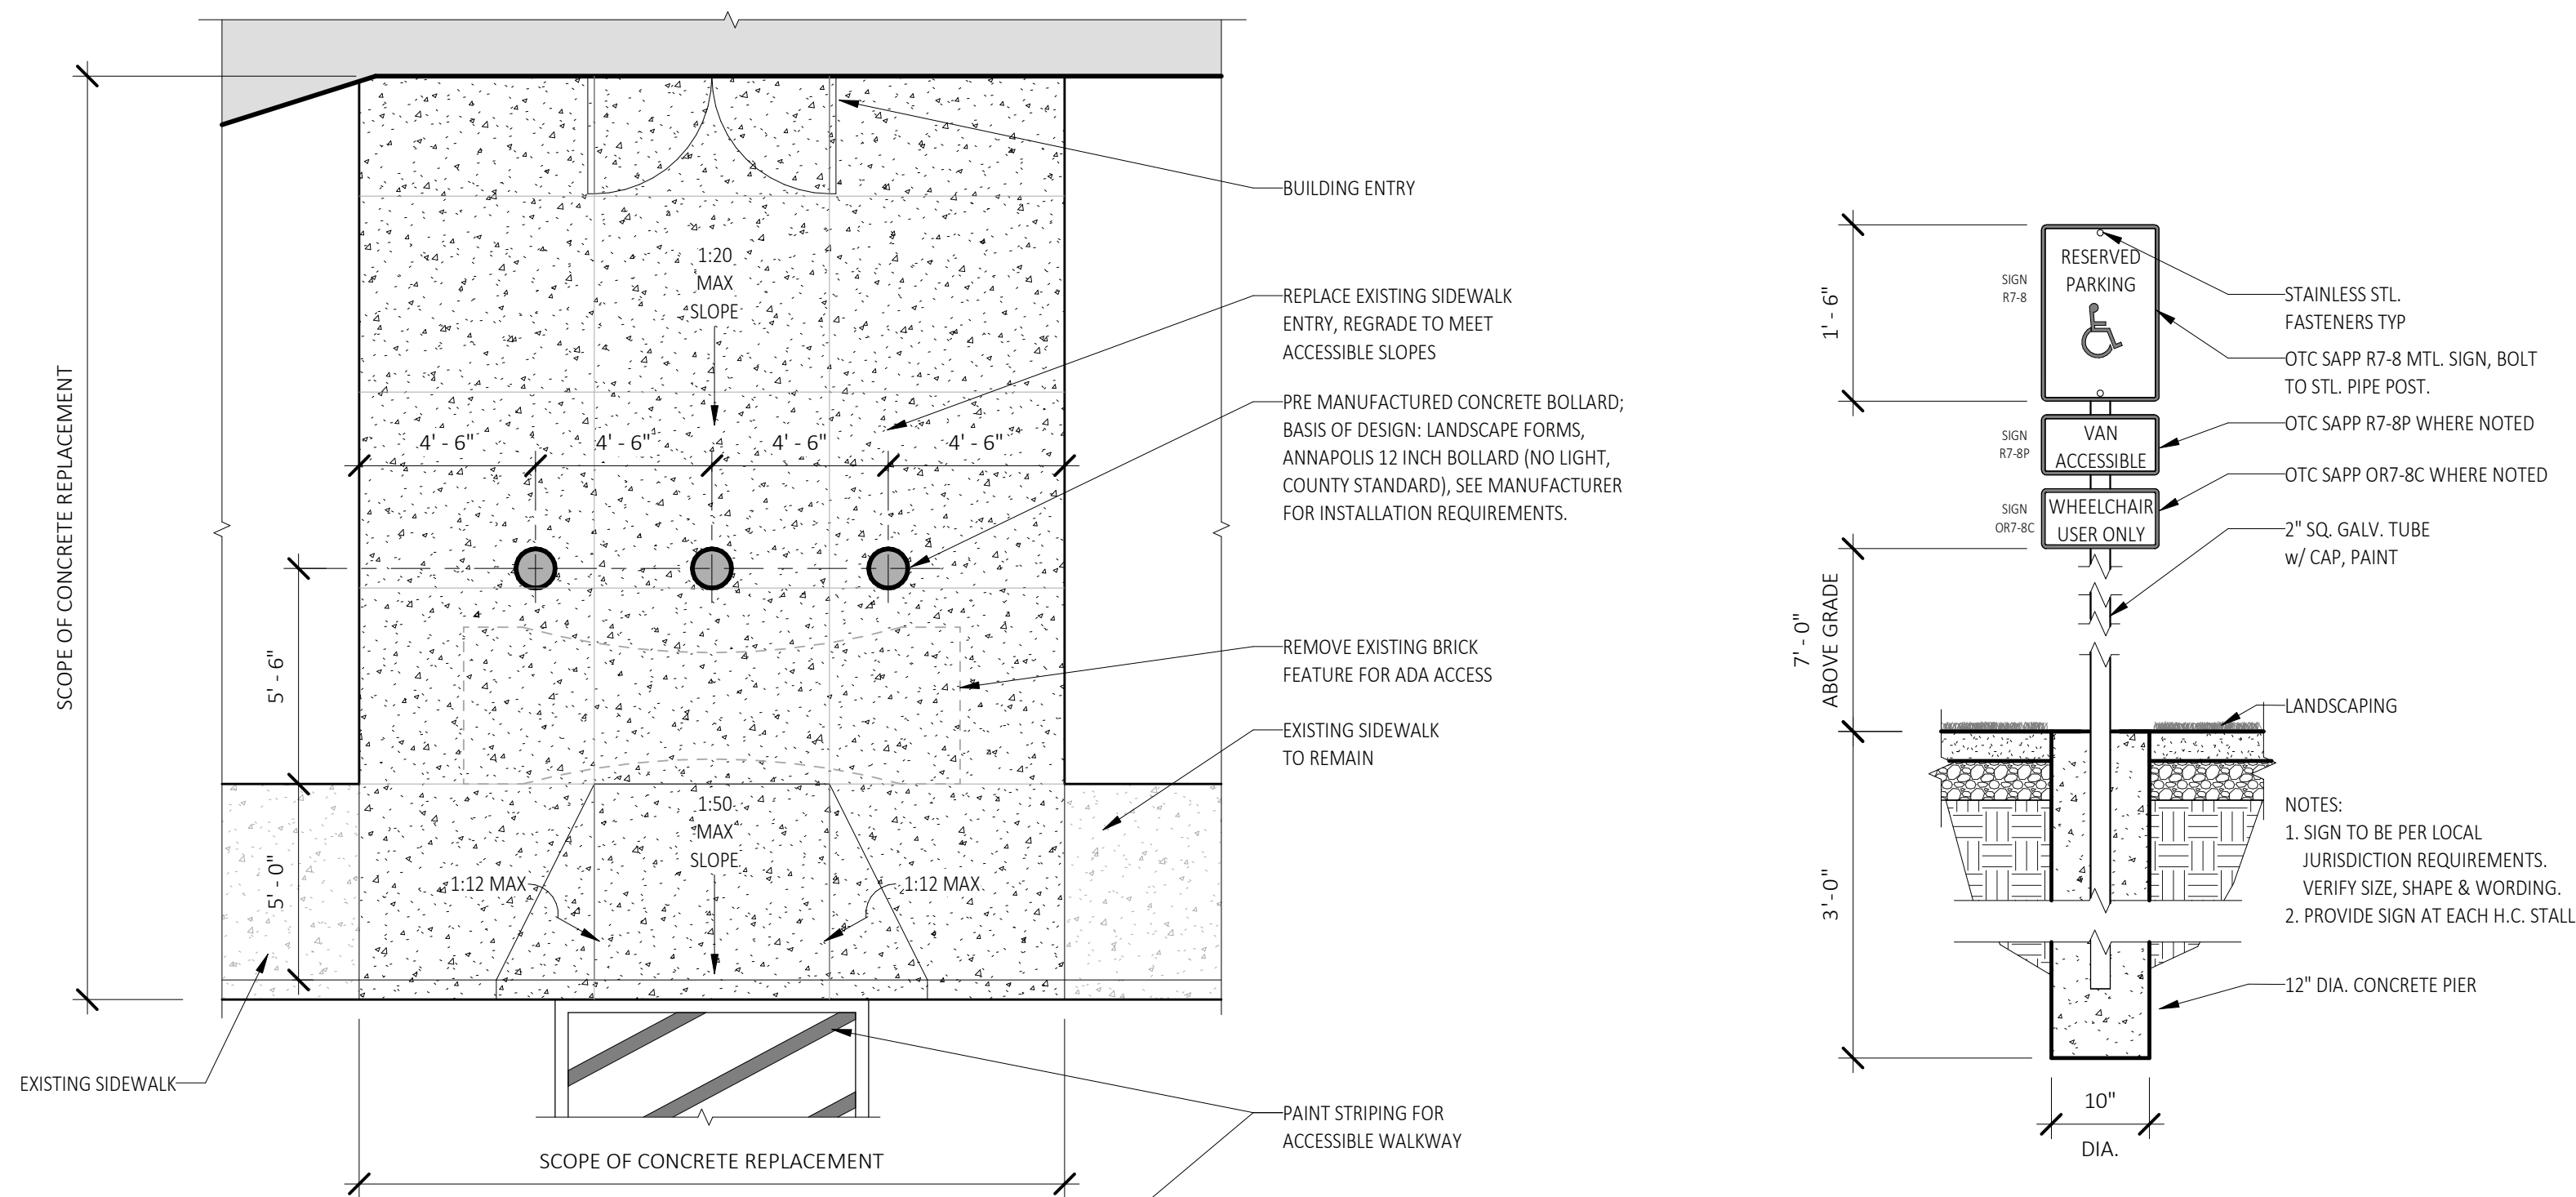 SCOPE OF CONCRETE REPLACEMENT
1:20
MAX
SLOPE
4' - 6"
4' - 6"
4' - 6"
4' - 6"
5' - 6"
5' - 0"
1:50
MAX
SLOPE
1:12 MAX
1:12 MAX
EXISTING SIDEWALK
SCOPE OF CONCRETE REPLACEMENT
BUILDING ENTRY
REPLACE EXISTING SIDEWALK
ENTRY, REGRADE TO MEET
ACCESSIBLE SLOPES
PRE MANUFACTURED CONCRETE BOLLARD;
BASIS OF DESIGN: LANDSCAPE FORMS,
ANNAPOLIS 12 INCH BOLLARD (NO LIGHT,
COUNTY STANDARD), SEE MANUFACTURER
FOR INSTALLATION REQUIREMENTS.
REMOVE EXISTING BRICK
FEATURE FOR ADA ACCESS
EXISTING SIDEWALK
TO REMAIN
PAINT STRIPING FOR
ACCESSIBLE WALKWAY
1' - 6"
7' - 0"
ABOVE GRADE
3'-0"
SIGN
R7-8
RESERVED
PARKING
SIGN
R7-8P
VAN
ACCESSIBLE
SIGN
OR7-8C
WHEELCHAIR
USER ONLY
STAINLESS STL.
FASTENERS TYP
OTC SAPP R7-8 MTL. SIGN, BOLT
TO STL. PIPE POST.
OTC SAPP R7-8P WHERE NOTED
OTC SAPP OR7-8C WHERE NOTED
2" SQ. GALV. TUBE
w/ CAP, PAINT
LANDSCAPING
NOTES:
1. SIGN TO BE PER LOCAL
JURISDICTION REQUIREMENTS.
VERIFY SIZE, SHAPE & WORDING.
2. PROVIDE SIGN AT EACH H.C. STALL
12" DIA. CONCRETE PIER
10"
DIA.